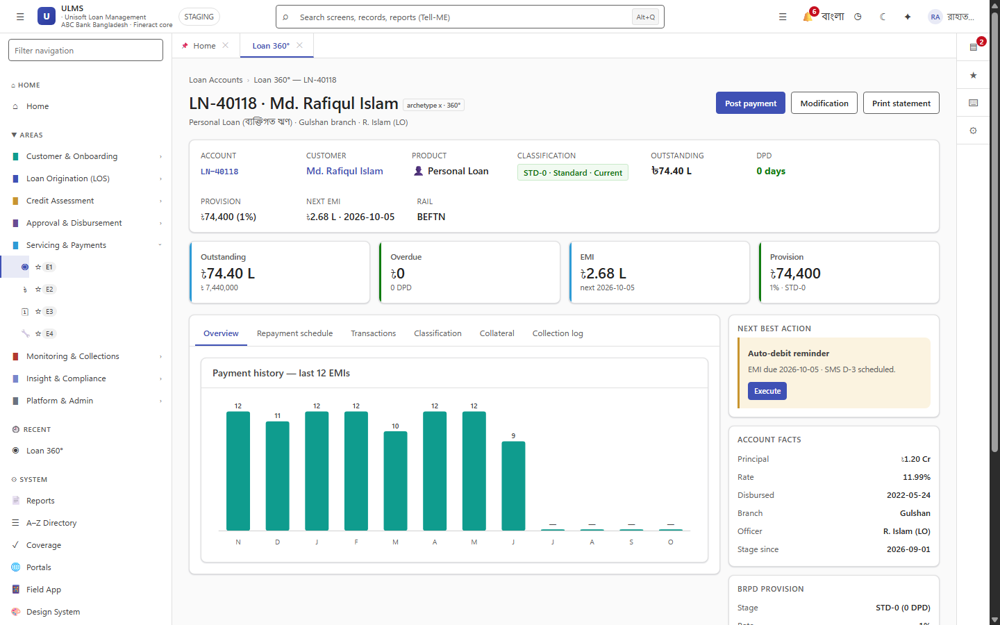 ULMS
· Unisoft Loan Management
ABC Bank Bangladesh · Fineract core
STAGING
Search screens, records, reports (Tell-ME)
Alt+Q
6
বাংলা
RA
রাহাত...
Filter navigation
HOME
Home
AREAS
Customer & Onboarding
Loan Origination (LOS)
Credit Assessment
Approval & Disbursement
Servicing & Payments
E1
৳ E2
1 E3
E4
Monitoring & Collections
Insight & Compliance
Platform & Admin
RECENT
Loan 360°
SYSTEM
Reports
A–Z Directory
Coverage
Portals
Field App
Design System
Home
Loan 360°
2
Loan Accounts › Loan 360° — LN-40118
LN-40118 · Md. Rafiqul Islam
archetype x · 360°
Personal Loan (ব্যক্তিগত ঋণ) · Gulshan branch · R. Islam (LO)
Post payment
Modification
Print statement
ACCOUNT
LN-40118
CUSTOMER
Md. Rafiqul Islam
PRODUCT
Personal Loan
CLASSIFICATION
STD-0 · Standard · Current
OUTSTANDING
৳74.40 L
DPD
0 days
PROVISION
৳74,400 (1%)
NEXT EMI
৳2.68 L · 2026-10-05
RAIL
BEFTN
Outstanding
৳74.40 L
৳ 7,440,000
Overdue
৳0
0 DPD
EMI
৳2.68 L
next 2026-10-05
Provision
৳74,400
1% · STD-0
Overview
Repayment schedule
Transactions
Classification
Collateral
Collection log
Payment history — last 12 EMIs
12 11 12 12 10 12 12 9 — — — —
N D J F M A M J J A S O
NEXT BEST ACTION
Auto-debit reminder
EMI due 2026-10-05 · SMS D-3 scheduled.
Execute
ACCOUNT FACTS
Principal ৳1.20 Cr
Rate 11.99%
Disbursed 2022-05-24
Branch Gulshan
Officer R. Islam (LO)
Stage since 2026-09-01
BRPD PROVISION
Stage STD-0 (0 DPD)
Rate 1%